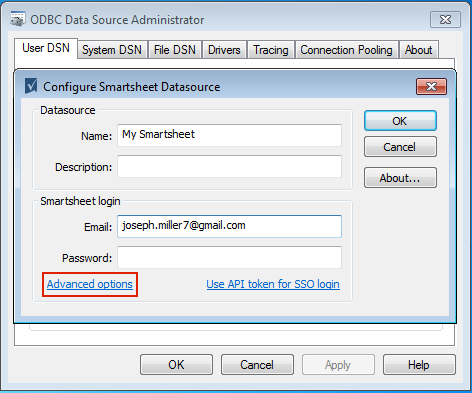 ODBC Data Source Administrator
User DSN System DSN File DSN Drivers Tracing Connection Pooling About
Configure Smartsheet Datasource
Datasource
Name: My Smartsheet
Description:
OK
Cancel
About...
Smartsheet login
Email: joseph.miller7@gmail.com
Password:
Advanced options Use API token for SSO login
OK Cancel Apply Help